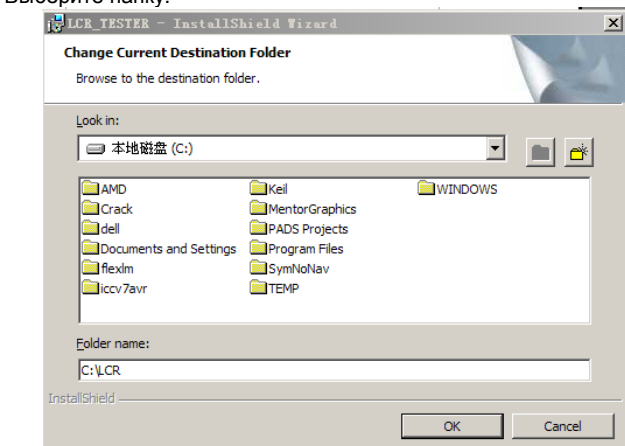 Выберите папку.
LCR_TESTER - InstallShield Wizard
Change Current Destination Folder
Browse to the destination folder.
Look in:
本地磁盘 (C:)
AMD
Crack
dell
Documents and Settings
flexlm
iccv7avr
Keil
MentorGraphics
PADS Projects
Program Files
SymNoNav
TEMP
WINDOWS
Folder name:
C:\LCR
InstallShield
OK Cancel